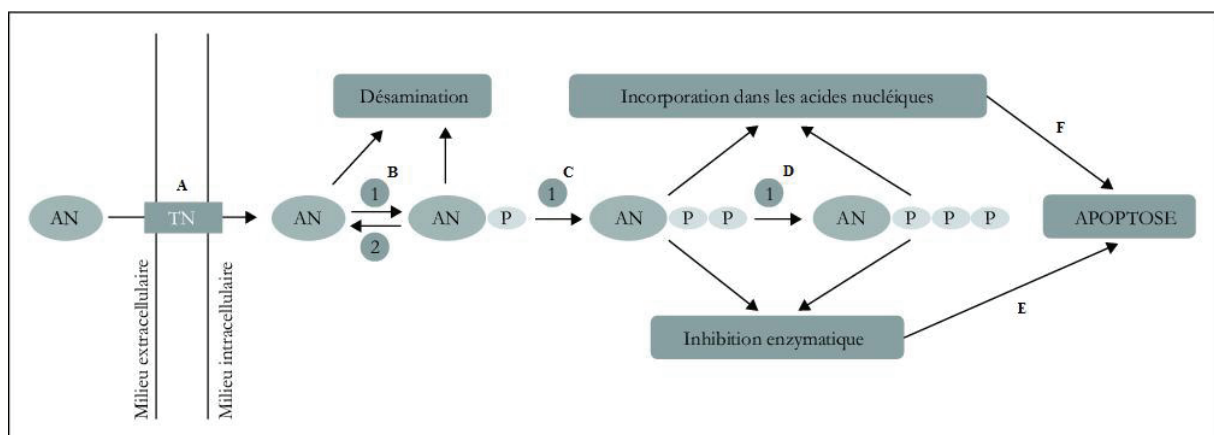 Désamination
Incorporation dans les acides nucléiques
F
A
B
C
D
1
1
1
AN
TN
AN
AN
P
AN
P
P
AN
P
P
P
APOPTOSE
2
E
Milieu extracellulaire
Milieu intracellulaire
Inhibition enzymatique